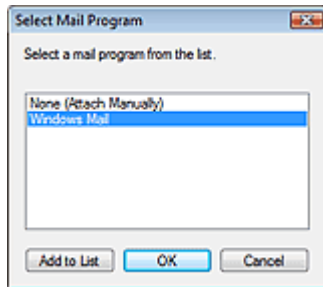 Select Mail Program
Select a mail program from the list.
None (Attach Manually)
Windows Mail
Add to List
OK
Cancel